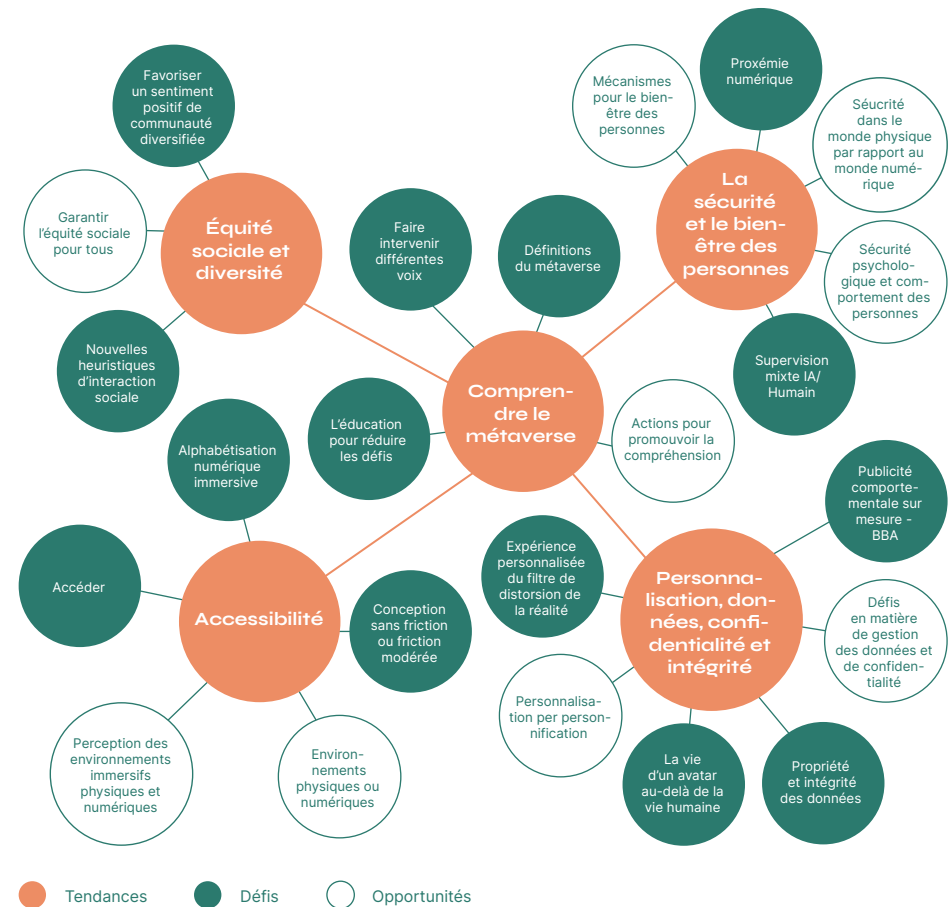 Favoriser
un sentiment
positif de
communauté
diversifiée
Garantir
l'équité sociale
pour tous
Équité
sociale et
diversité
Nouvelles
heuristiques
d'interaction
sociale
Faire
intervenir
différentes
voix
Définitions
du métaverse
Mécanismes
pour le bien-
être des
personnes
Proxémie
numérique
Séucrité
dans le
monde physique
par rapport au
monde numé-
rique
La
sécurité
et le bien-
être des
personnes
Sécurité
psycholo-
gique et com-
portement des
personnes
Supervision
mixte IA/
Humain
Compren-
dre le
métaverse
L'éducation
pour réduire
les défis
Actions pour
promouvoir la
compréhension
Alphabétisation
numérique
immersive
Accéder
Accessibilité
Conception
sans friction
ou friction
modérée
Perception des
environnements
immersifs
physiques et
numériques
Environ-
nements
physiques ou
numériques
Publicité
comporte-
mentale sur
mesure -
BBA
Expérience
personnalisée
du filtre de
distorsion de
la réalité
Personna-
lisation, don-
nées, confi-
dentialité et
intégrité
Défis
en matière
de gestion
des données et
de confiden-
tialité
Personnalisa-
tion per person-
nification
La vie
d'un avatar
au-delà de la
vie humaine
Propriété
et intégrité
des données
Tendances
Défis
Opportunités